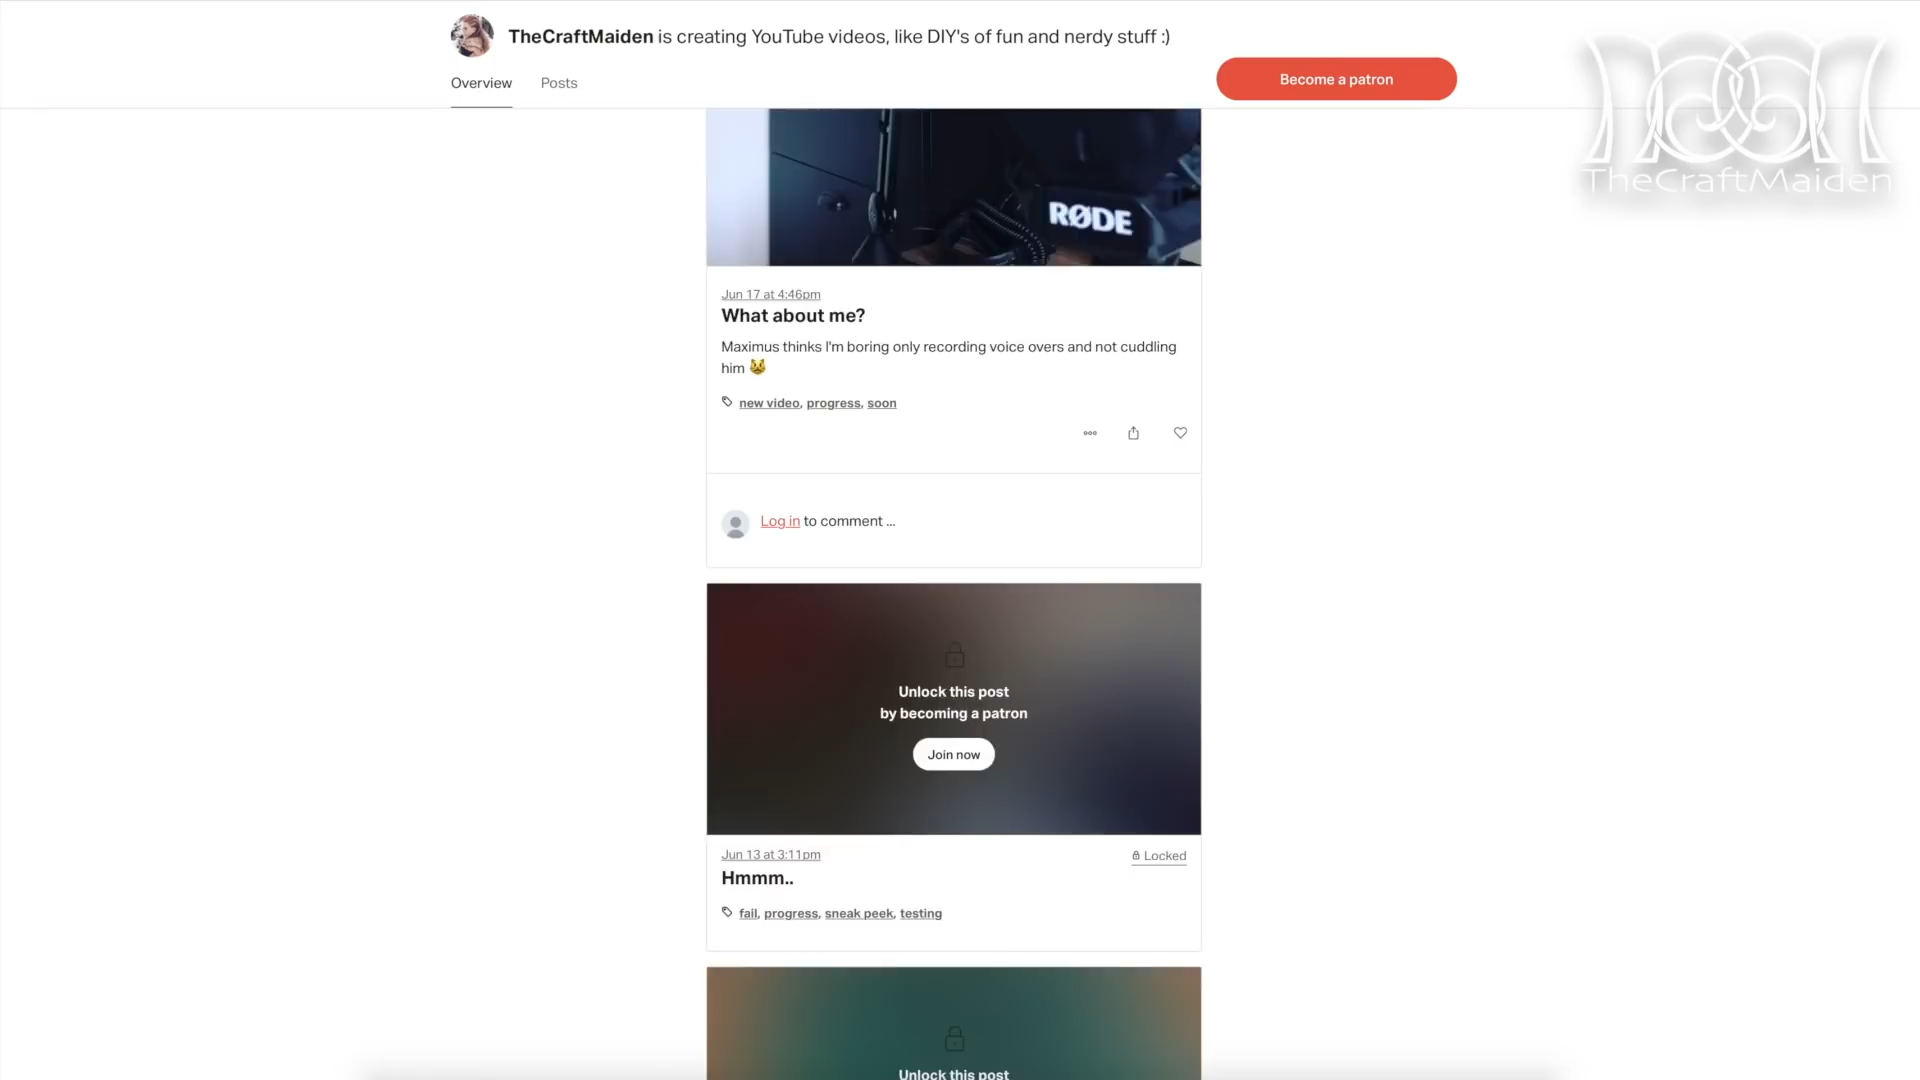 TheCraftMaiden is creating YouTube videos, like DIY's of fun and nerdy stuff :)
Overview Posts
Become a patron
TheCraftMaiden
RØDE
Jun 17 at 4:46pm
What about me?
Maximus thinks I'm boring only recording voice overs and not cuddling
him 😼
new video, progress, soon
Log in to comment ...
Unlock this post
by becoming a patron
Join now
Jun 13 at 3:11pm
Locked
Hmmm..
fail, progress, sneak peek, testing
Unlock this post